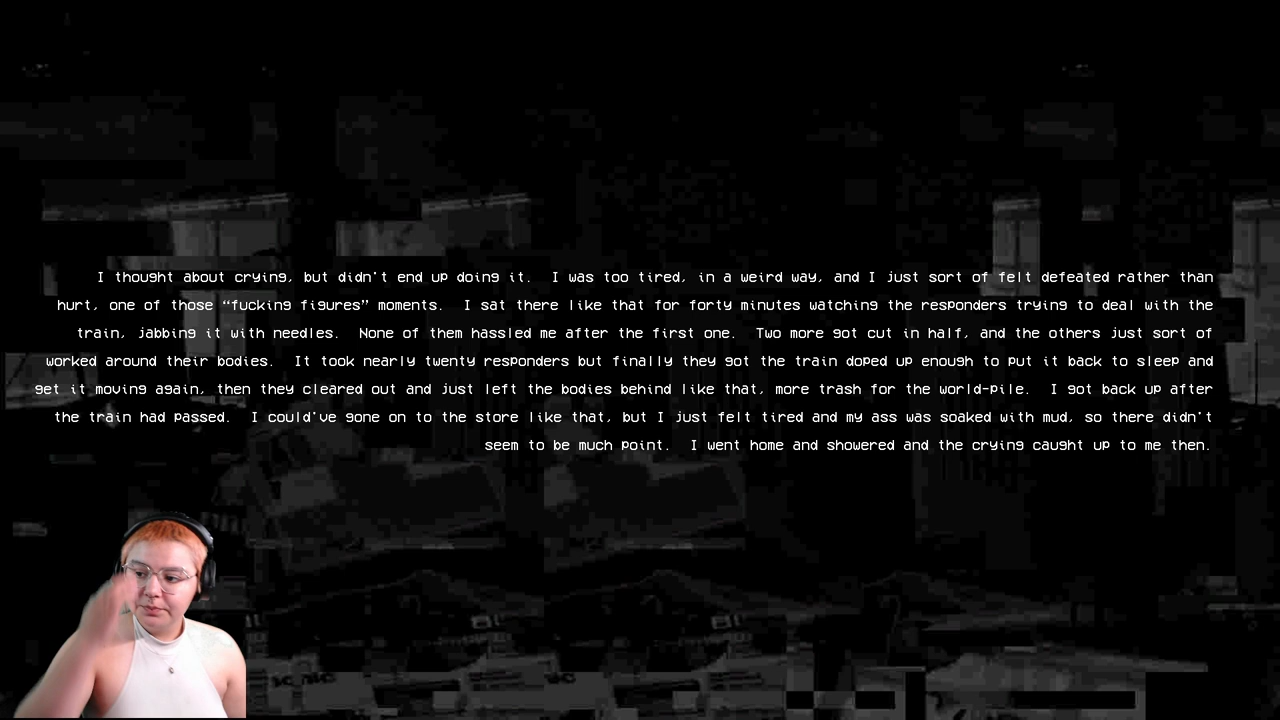 I thought about crying, but didn't end up doing it.  I was too tired, in a weird way, and I just sort of felt defeated rather than
hurt, one of those “fucking figures” moments.  I sat there like that for forty minutes watching the responders trying to deal with the
train, jabbing it with needles.  None of them hassled me after the first one.  Two more got cut in half, and the others just sort of
worked around their bodies.  It took nearly twenty responders but finally they got the train doped up enough to put it back to sleep and
get it moving again, then they cleared out and just left the bodies behind like that, more trash for the world-pile.  I got back up after
the train had passed.  I could've gone on to the store like that, but I just felt tired and my ass was soaked with mud, so there didn't
seem to be much point.  I went home and showered and the crying caught up to me then.